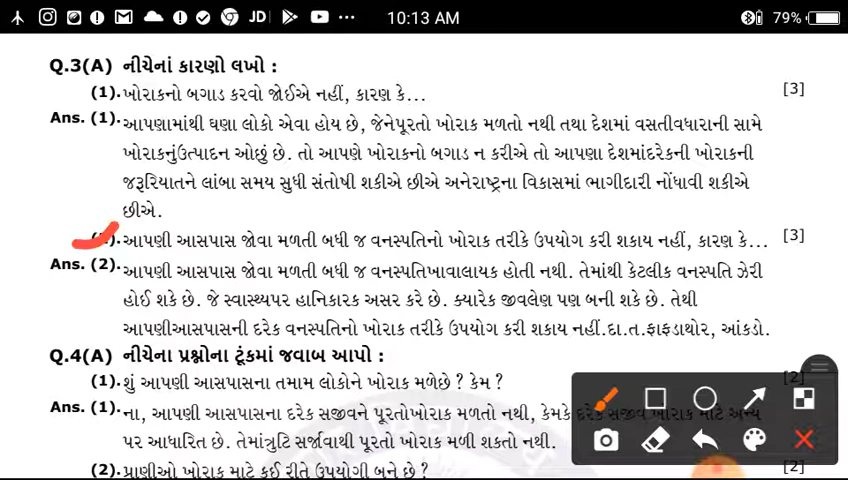 JD 10:13 AM 79%
Q.3(A) નીચેનાં કારણો લખો :
(1). ખોરાકનો બગાડ કરવો જોઈએ નહીં, કારણ કે... [3]
Ans. (1). આપણામાંથી ઘણા લોકો એવા હોય છે, જેનેપૂરતો ખોરાક મળતો નથી તથા દેશમાં વસતીવધારાની સામે
ખોરાકનુંઉત્પાદન ઓછું છે. તો આપણે ખોરાકનો બગાડ ન કરીએ તો આપણા દેશમાંદરેકની ખોરાકની
જરૂરિયાતને લાંબા સમય સુધી સંતોષી શકીએ છીએ અનેરાષ્ટ્રના વિકાસમાં ભાગીદારી નોંધાવી શકીએ
છીએ.
આપણી આસપાસ જોવા મળતી બધી જ વનસ્પતિનો ખોરાક તરીકે ઉપયોગ કરી શકાય નહીં, કારણ કે... [3]
Ans. (2). આપણી આસપાસ જોવા મળતી બધી જ વનસ્પતિખાવાલાયક હોતી નથી. તેમાંથી કેટલીક વનસ્પતિ ઝેરી
હોઈ શકે છે. જે સ્વાસ્થ્યપર હાનિકારક અસર કરે છે. ક્યારેક જીવલેણ પણ બની શકે છે. તેથી
આપણીઆસપાસની દરેક વનસ્પતિનો ખોરાક તરીકે ઉપયોગ કરી શકાય નહીં.દા.ત.ફાફડાથોર, આંકડો.
Q.4(A) નીચેના પ્રશ્નોના ટૂંકમાં જવાબ આપો :
(1). શું આપણી આસપાસના તમામ લોકોને ખોરાક મળેછે ? કેમ ? [2]
Ans. (1). ના, આપણી આસપાસના દરેક સજીવને પૂરતોખોરાક મળતો નથી, કેમકે દરેક સજીવ ખોરાક માટે અન્ય
પર આધારિત છે. તેમાંત્રુટિ સર્જાવાથી પૂરતો ખોરાક મળી શકતો નથી.
(2). પ્રાણીઓ ખોરાક માટે કઈ રીતે ઉપયોગી બને છે ? [2]